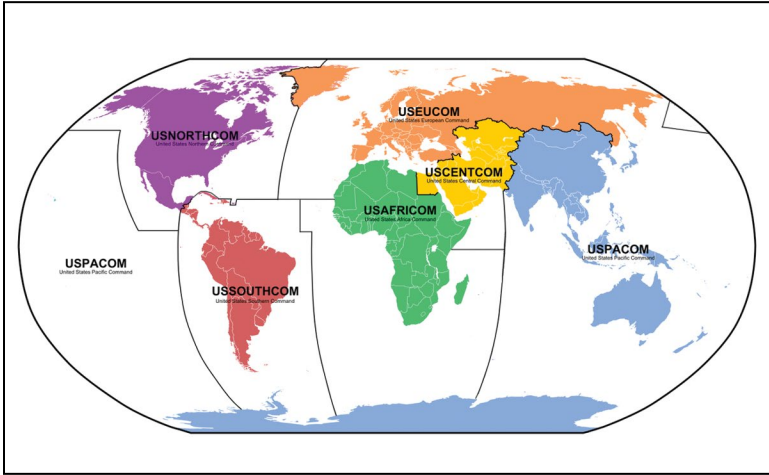 USEUCOM
United States European Command
USNORTHCOM
United States Northern Command
USCENTCOM
United States Central Command
USAFRICOM
United States Africa Command
USPACOM
United States Pacific Command
USPACOM
United States Pacific Command
USSOUTHCOM
United States Southern Command